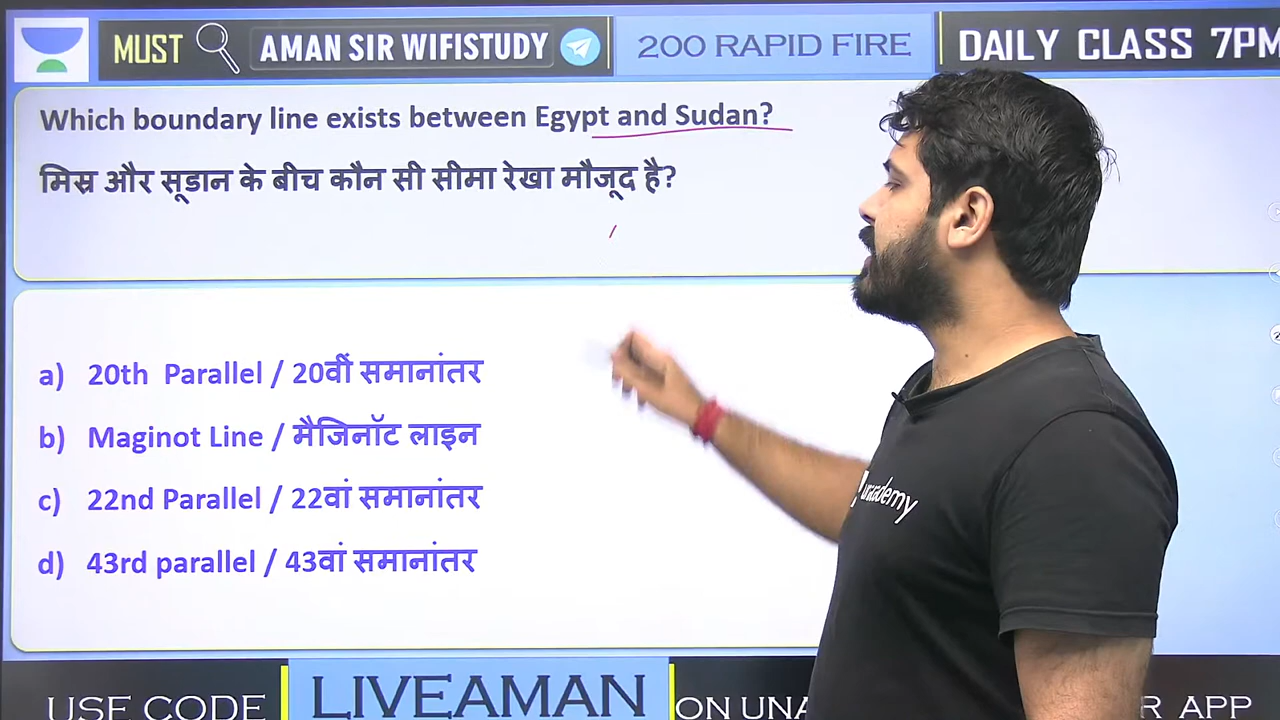 MUST AMAN SIR WIFISTUDY 200 RAPID FIRE DAILY CLASS 7PM
Which boundary line exists between Egypt and Sudan?
मिस्र और सूडान के बीच कौन सी सीमा रेखा मौजूद है?
a) 20th Parallel / 20वीं समानांतर
b) Maginot Line / मैजिनॉट लाइन
c) 22nd Parallel / 22वां समानांतर
d) 43rd parallel / 43वां समानांतर
unacademy
USE CODE LIVEAMAN ON UNA R APP